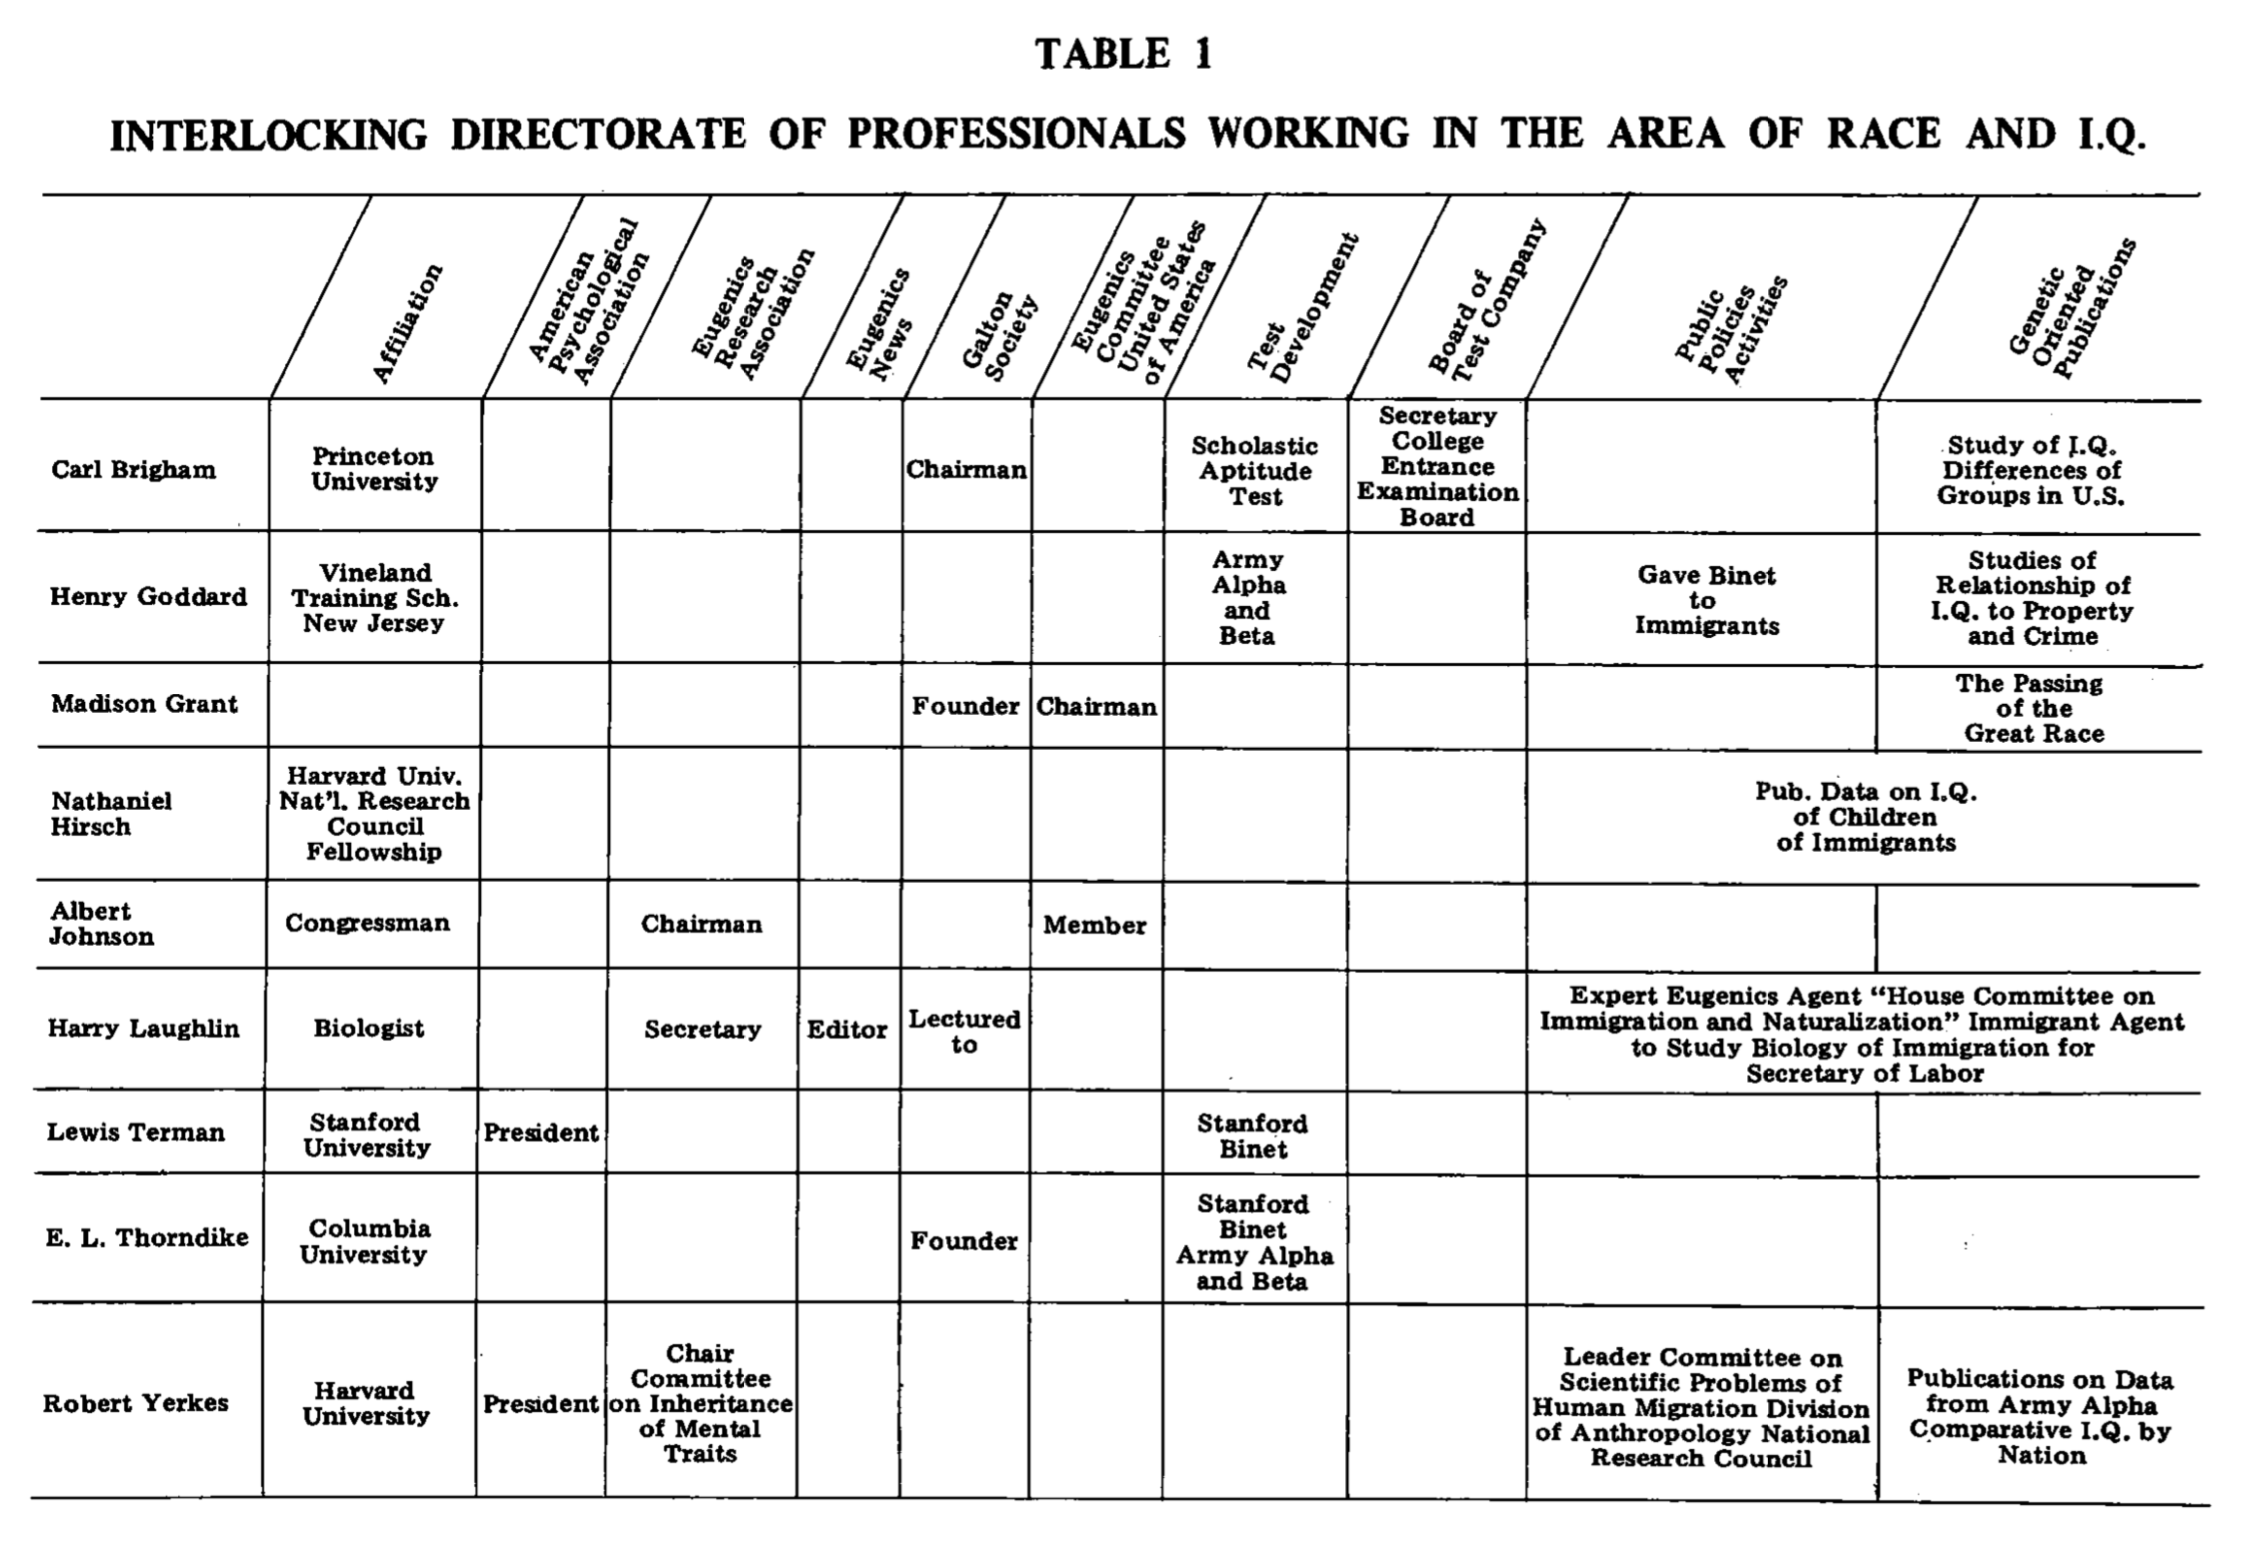 TABLE 1
INTERLOCKING DIRECTORATE OF PROFESSIONALS WORKING IN THE AREA OF RACE AND I.Q.
Affiliation
American
Psychological
Association
Eugenics
Research
Association
Eugenics
News
Galton
Society
Eugenics
Committee
United States
of America
Test
Development
Board of
Test Company
Public
Policies
Activities
Genetic
Oriented
Publications
Carl Brigham
Princeton
University
Chairman
Scholastic
Aptitude
Test
Secretary
College
Entrance
Examination
Board
Study of I.Q.
Differences of
Groups in U.S.
Henry Goddard
Vineland
Training Sch.
New Jersey
Army
Alpha
and
Beta
Gave Binet
to
Immigrants
Studies of
Relationship of
I.Q. to Property
and Crime
Madison Grant
Founder
Chairman
The Passing
of the
Great Race
Nathaniel
Hirsch
Harvard Univ.
Nat'l. Research
Council
Fellowship
Pub. Data on I.Q.
of Children
of Immigrants
Albert
Johnson
Congressman
Chairman
Member
Harry Laughlin
Biologist
Secretary
Editor
Lectured
to
Expert Eugenics Agent “House Committee on
Immigration and Naturalization” Immigrant Agent
to Study Biology of Immigration for
Secretary of Labor
Lewis Terman
Stanford
University
President
Stanford
Binet
E. L. Thorndike
Columbia
University
Founder
Stanford
Binet
Army Alpha
and Beta
Robert Yerkes
Harvard
University
President
Chair
Committee
on Inheritance
of Mental
Traits
Leader Committee on
Scientific Problems of
Human Migration Division
of Anthropology National
Research Council
Publications on Data
from Army Alpha
Comparative I.Q. by
Nation